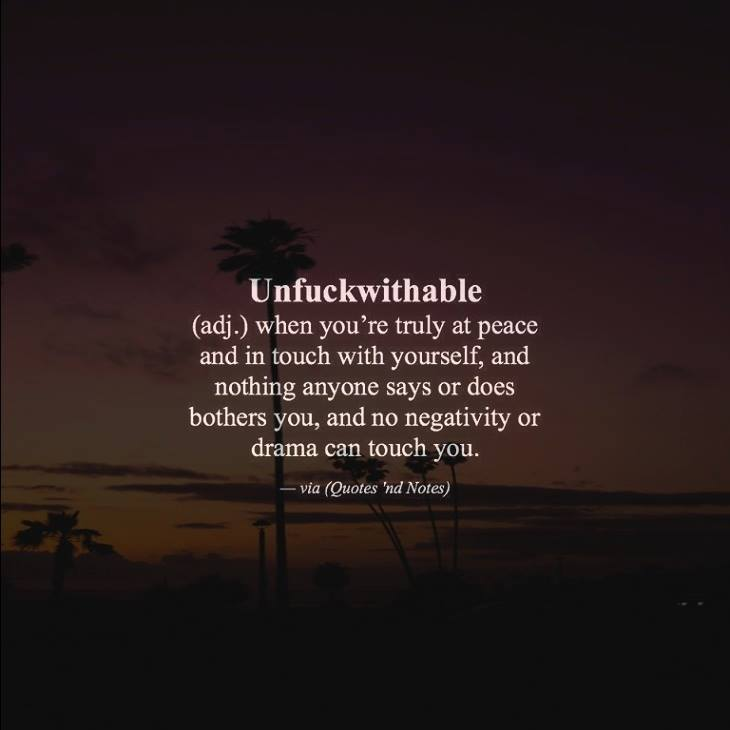 Unfuckwithable
(adj.) when you’re truly at peace
and in touch with yourself, and
nothing anyone says or does
bothers you, and no negativity or
drama can touch you.
— via (Quotes 'nd Notes)